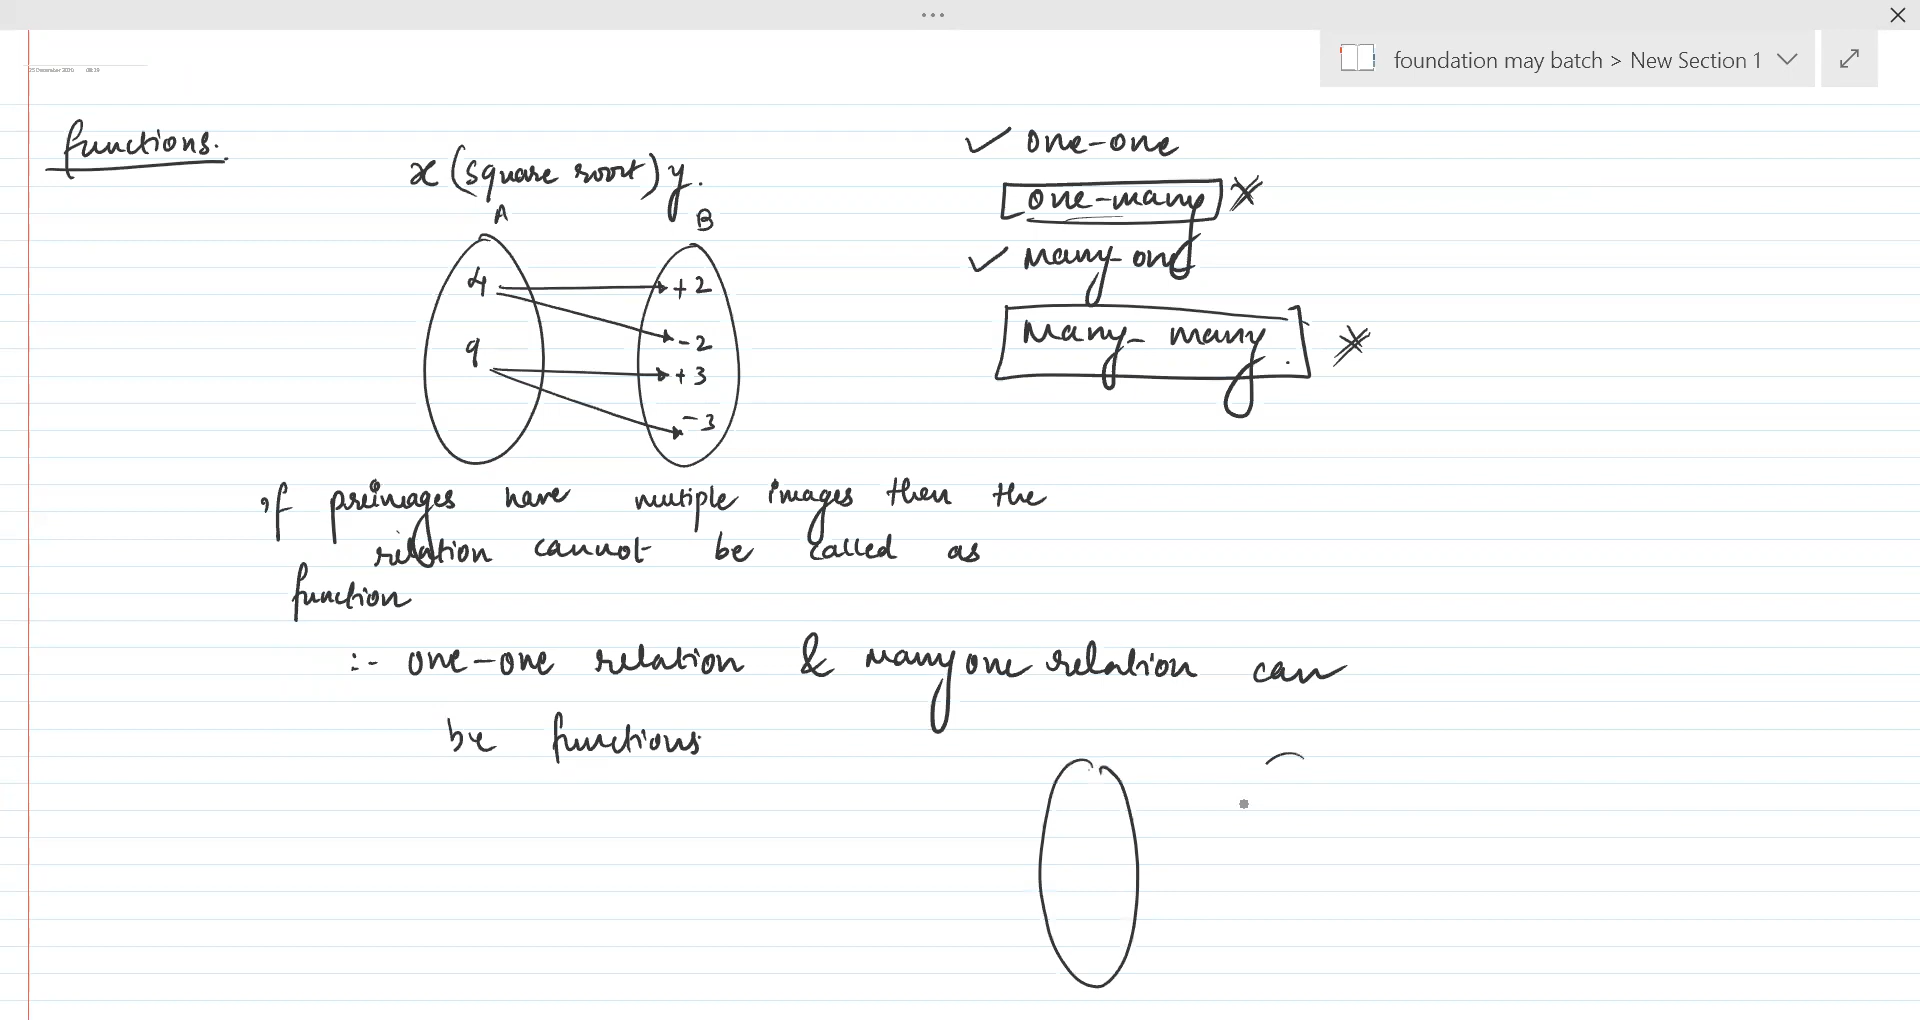 foundation may batch > New Section 1
functions.
x (square root) y.
A B
4 +2
-2
9 +3
-3
one-one
one-many
many-one
Many-many.
if preimages have mutiple images then the
relation cannot be called as
function
:- one-one relation & many one relation can
be functions